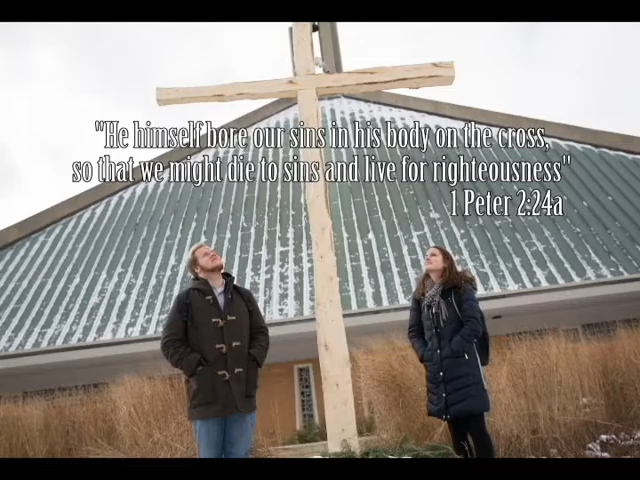 "He himself bore our sins in his body on the cross,
so that we might die to sins and live for righteousness"
1 Peter 2:24a